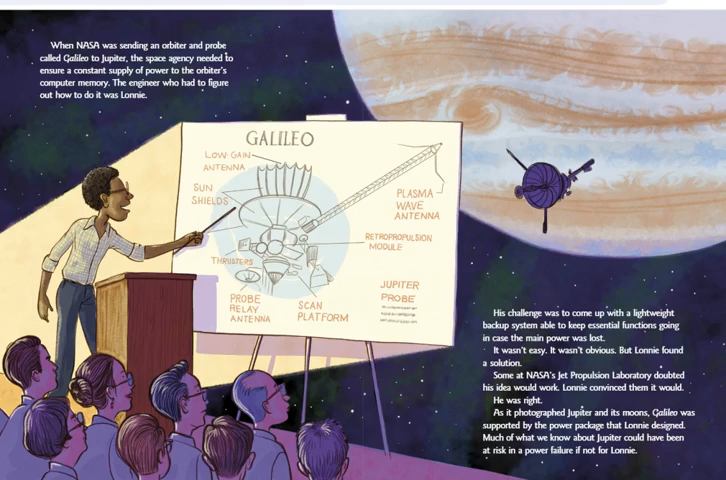 When NASA was sending an orbiter and probe
called Galileo to Jupiter, the space agency needed to
ensure a constant supply of power to the orbiter's
computer memory. The engineer who had to figure
out how to do it was Lonnie.
GALILEO
LOW-GAIN
ANTENNA
SUN
SHIELDS
PLASMA
WAVE
ANTENNA
RETROPROPULSION
MODULE
THRUSTERS
PROBE
RELAY
ANTENNA
SCAN
PLATFORM
JUPITER
PROBE
His challenge was to come up with a lightweight
backup system able to keep essential functions going
in case the main power was lost.
It wasn't easy. It wasn't obvious. But Lonnie found
a solution.
Some at NASA's Jet Propulsion Laboratory doubted
his idea would work. Lonnie convinced them it would.
He was right.
As it photographed Jupiter and its moons, Galileo was
supported by the power package that Lonnie designed.
Much of what we know about Jupiter could have been
at risk in a power failure if not for Lonnie.